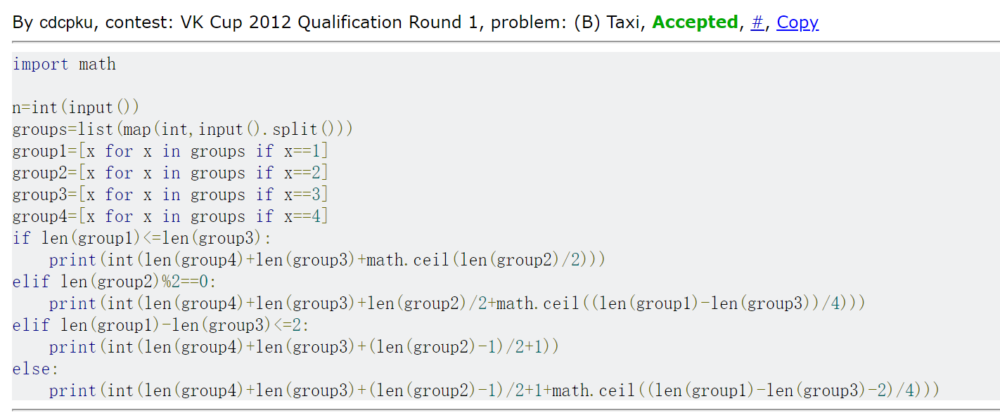 By cdcpku, contest: VK Cup 2012 Qualification Round 1, problem: (B) Taxi, Accepted, #, Copy
import math
n=int(input())
groups=list(map(int,input().split()))
group1=[x for x in groups if x==1]
group2=[x for x in groups if x==2]
group3=[x for x in groups if x==3]
group4=[x for x in groups if x==4]
if len(group1)<=len(group3):
    print(int(len(group4)+len(group3)+math.ceil(len(group2)/2)))
elif len(group2)%2==0:
    print(int(len(group4)+len(group3)+len(group2)/2+math.ceil((len(group1)-len(group3))/4)))
elif len(group1)-len(group3)<=2:
    print(int(len(group4)+len(group3)+(len(group2)-1)/2+1))
else:
    print(int(len(group4)+len(group3)+(len(group2)-1)/2+1+math.ceil((len(group1)-len(group3)-2)/4)))